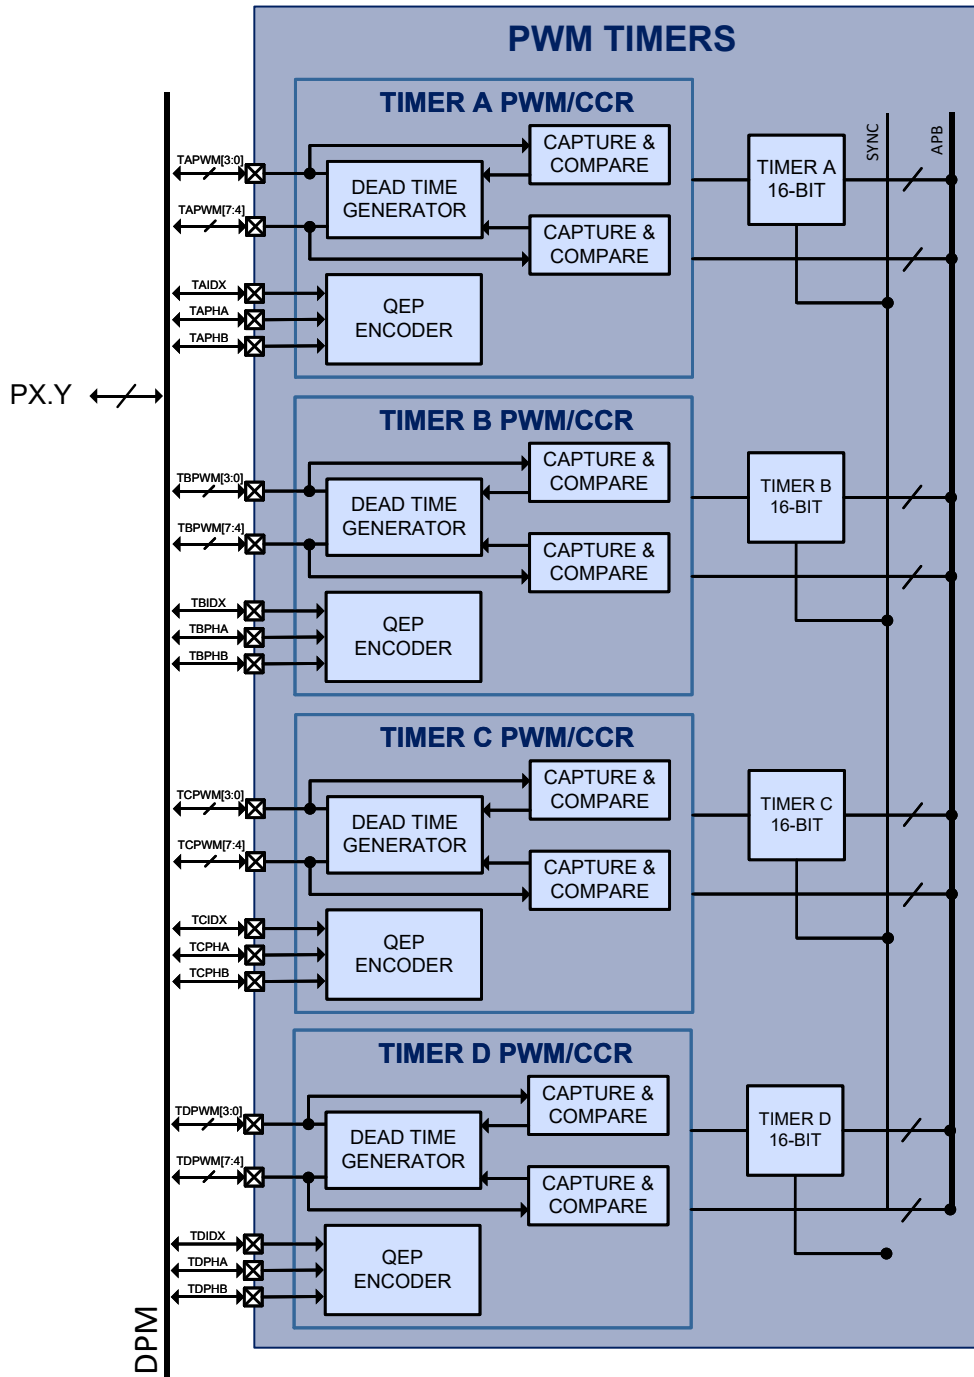 PWM TIMERS
TIMER A PWM/CCR
SYNC
APB
TAPWM[3:0]
CAPTURE &
COMPARE
TIMER A
16-BIT
DEAD TIME
GENERATOR
TAPWM[7:4]
CAPTURE &
COMPARE
TAIDX
TAPHA
TAPHB
QEP
ENCODER
PX.Y
TIMER B PWM/CCR
TBPWM[3:0]
CAPTURE &
COMPARE
TIMER B
16-BIT
DEAD TIME
GENERATOR
TBPWM[7:4]
CAPTURE &
COMPARE
TBIDX
TBPHA
TBPHB
QEP
ENCODER
TIMER C PWM/CCR
TCPWM[3:0]
CAPTURE &
COMPARE
TIMER C
16-BIT
DEAD TIME
GENERATOR
TCPWM[7:4]
CAPTURE &
COMPARE
TCIDX
TCPHA
TCPHB
QEP
ENCODER
TIMER D PWM/CCR
TDPWM[3:0]
CAPTURE &
COMPARE
TIMER D
16-BIT
DEAD TIME
GENERATOR
TDPWM[7:4]
CAPTURE &
COMPARE
TDIDX
TDPHA
TDPHB
QEP
ENCODER
DPM